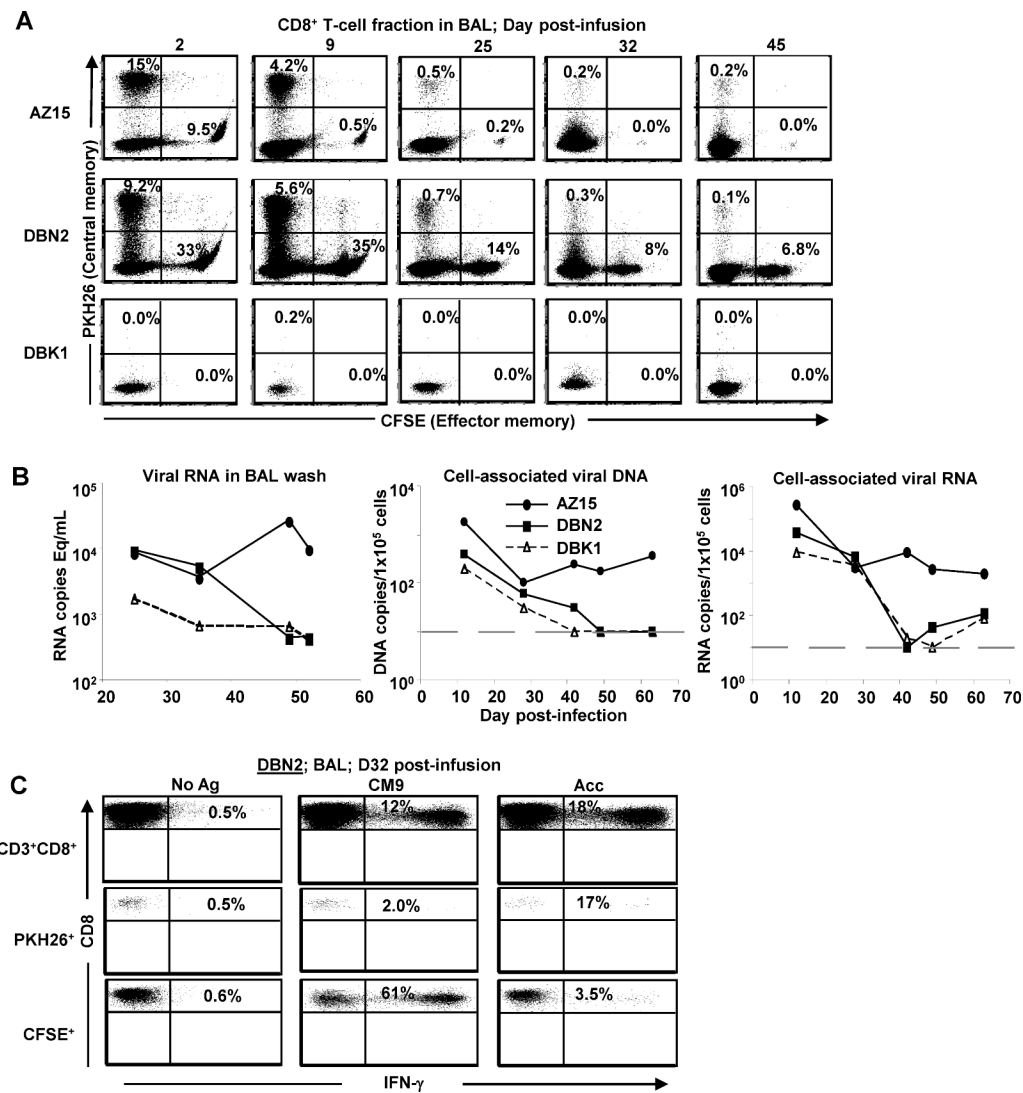 A
CD8⁺ T-cell fraction in BAL; Day post-infusion
2 9 25 32 45
AZ15
15% 4.2% 0.5% 0.2% 0.2%
9.5% 0.5% 0.2% 0.0% 0.0%
DBN2
9.2% 5.6% 0.7% 0.3% 0.1%
33% 35% 14% 8% 6.8%
DBK1
0.0% 0.2% 0.0% 0.0% 0.0%
0.0% 0.0% 0.0% 0.0% 0.0%
PKH26 (Central memory)
CFSE (Effector memory)
B
Viral RNA in BAL wash
RNA copies Eq/mL
10⁵
10⁴
10³
10²
20 30 40 50 60
Cell-associated viral DNA
DNA copies/1x10⁵ cells
10⁴
10²
10⁰
AZ15
DBN2
DBK1
0 10 20 30 40 50 60 70
Day post-infection
Cell-associated viral RNA
RNA copies/1x10⁵ cells
10⁶
10⁴
10²
10⁰
0 10 20 30 40 50 60 70
C
DBN2; BAL; D32 post-infusion
No Ag CM9 Acc
CD3⁺CD8⁺
0.5% 12% 18%
PKH26⁺
0.5% 2.0% 17%
CFSE⁺
0.6% 61% 3.5%
CD8
IFN-γ